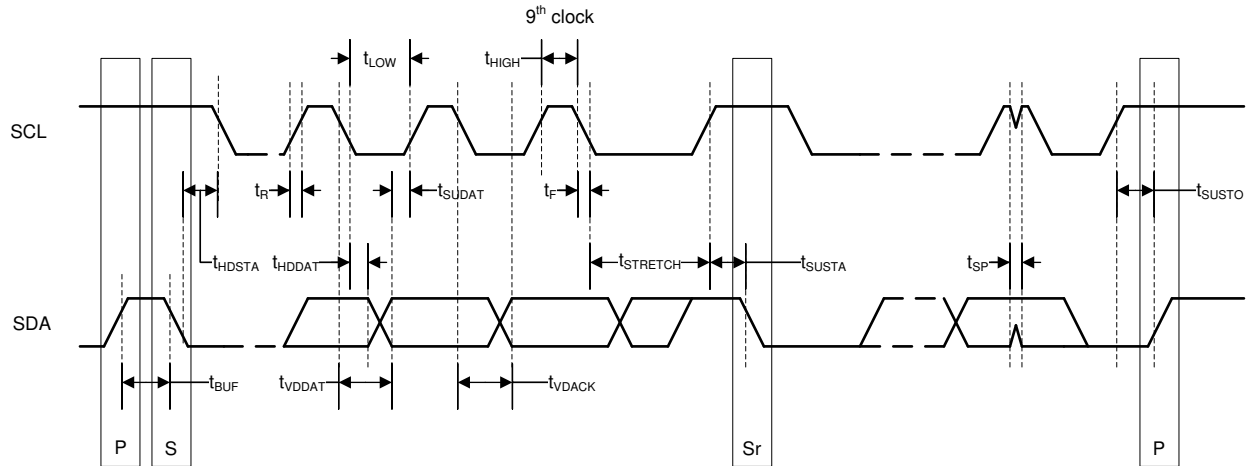 9th clock
tLOW
tHIGH
SCL
tR
tSUDAT
tF
tSUSTO
tHDSTA
tHDDAT
tSTRETCH
tSUSTA
tSP
SDA
tBUF
tVDDAT
tVDACK
P
S
Sr
P